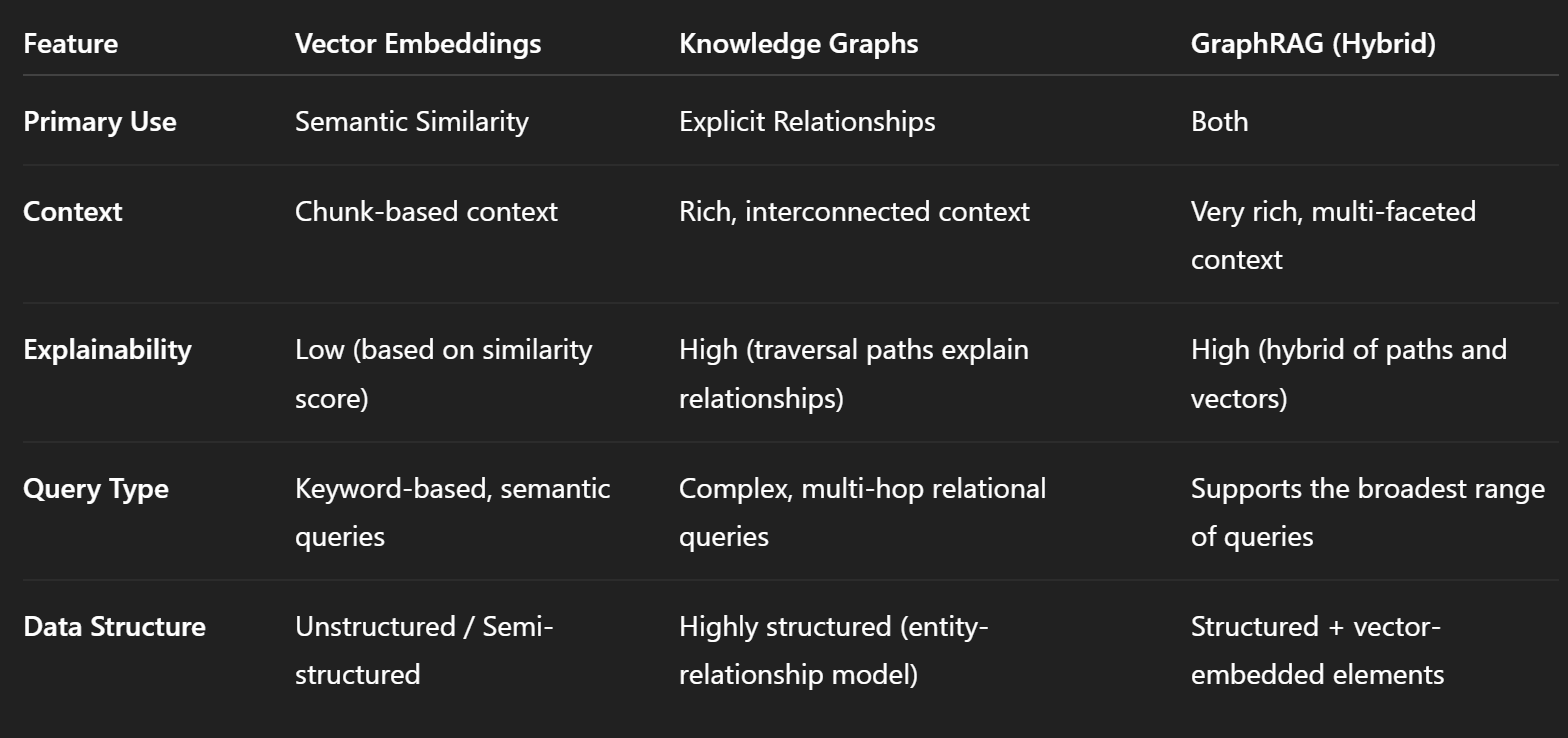 Feature Vector Embeddings Knowledge Graphs GraphRAG (Hybrid)
Primary Use Semantic Similarity Explicit Relationships Both
Context Chunk-based context Rich, interconnected context Very rich, multi-faceted
context
Explainability Low (based on similarity High (traversal paths explain High (hybrid of paths and
score) relationships) vectors)
Query Type Keyword-based, semantic Complex, multi-hop relational Supports the broadest range
queries queries of queries
Data Structure Unstructured / Semi- Highly structured (entity- Structured + vector-
structured relationship model) embedded elements